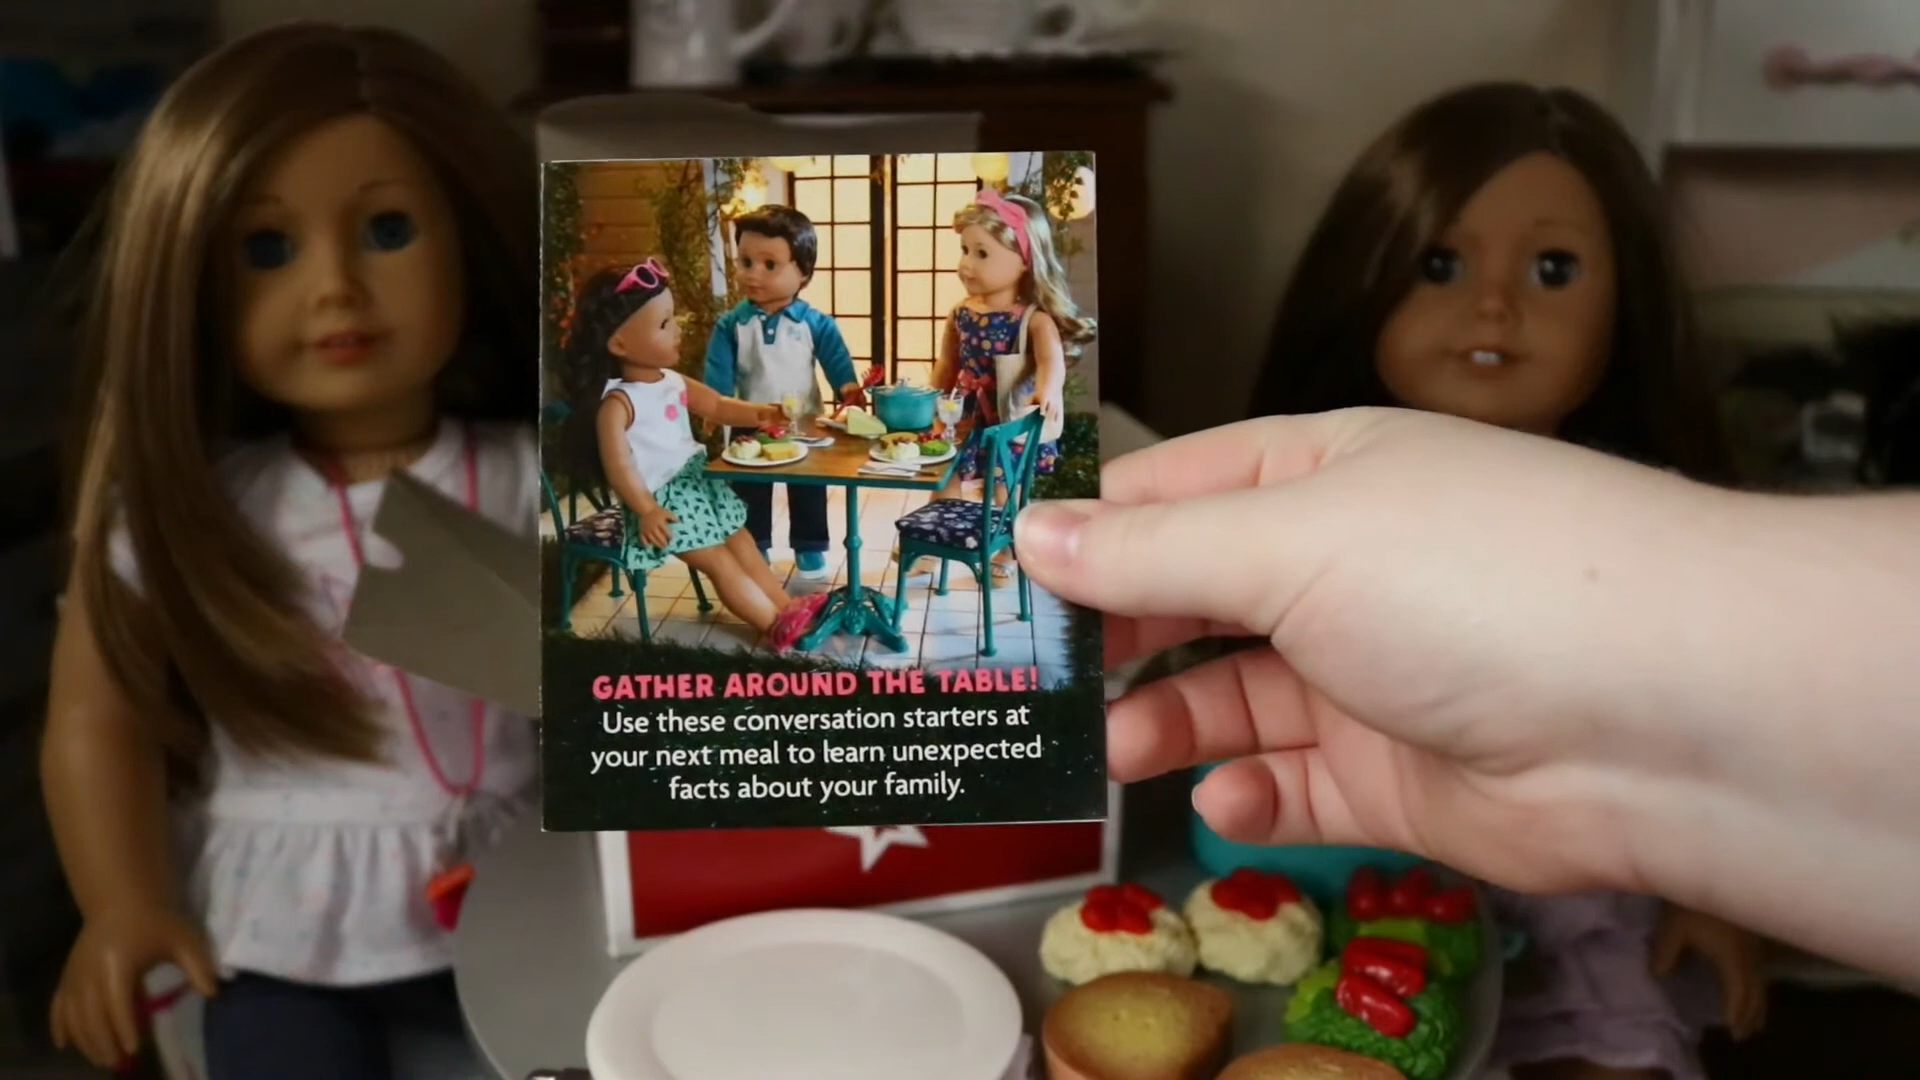 GATHER AROUND THE TABLE!
Use these conversation starters at
your next meal to learn unexpected
facts about your family.